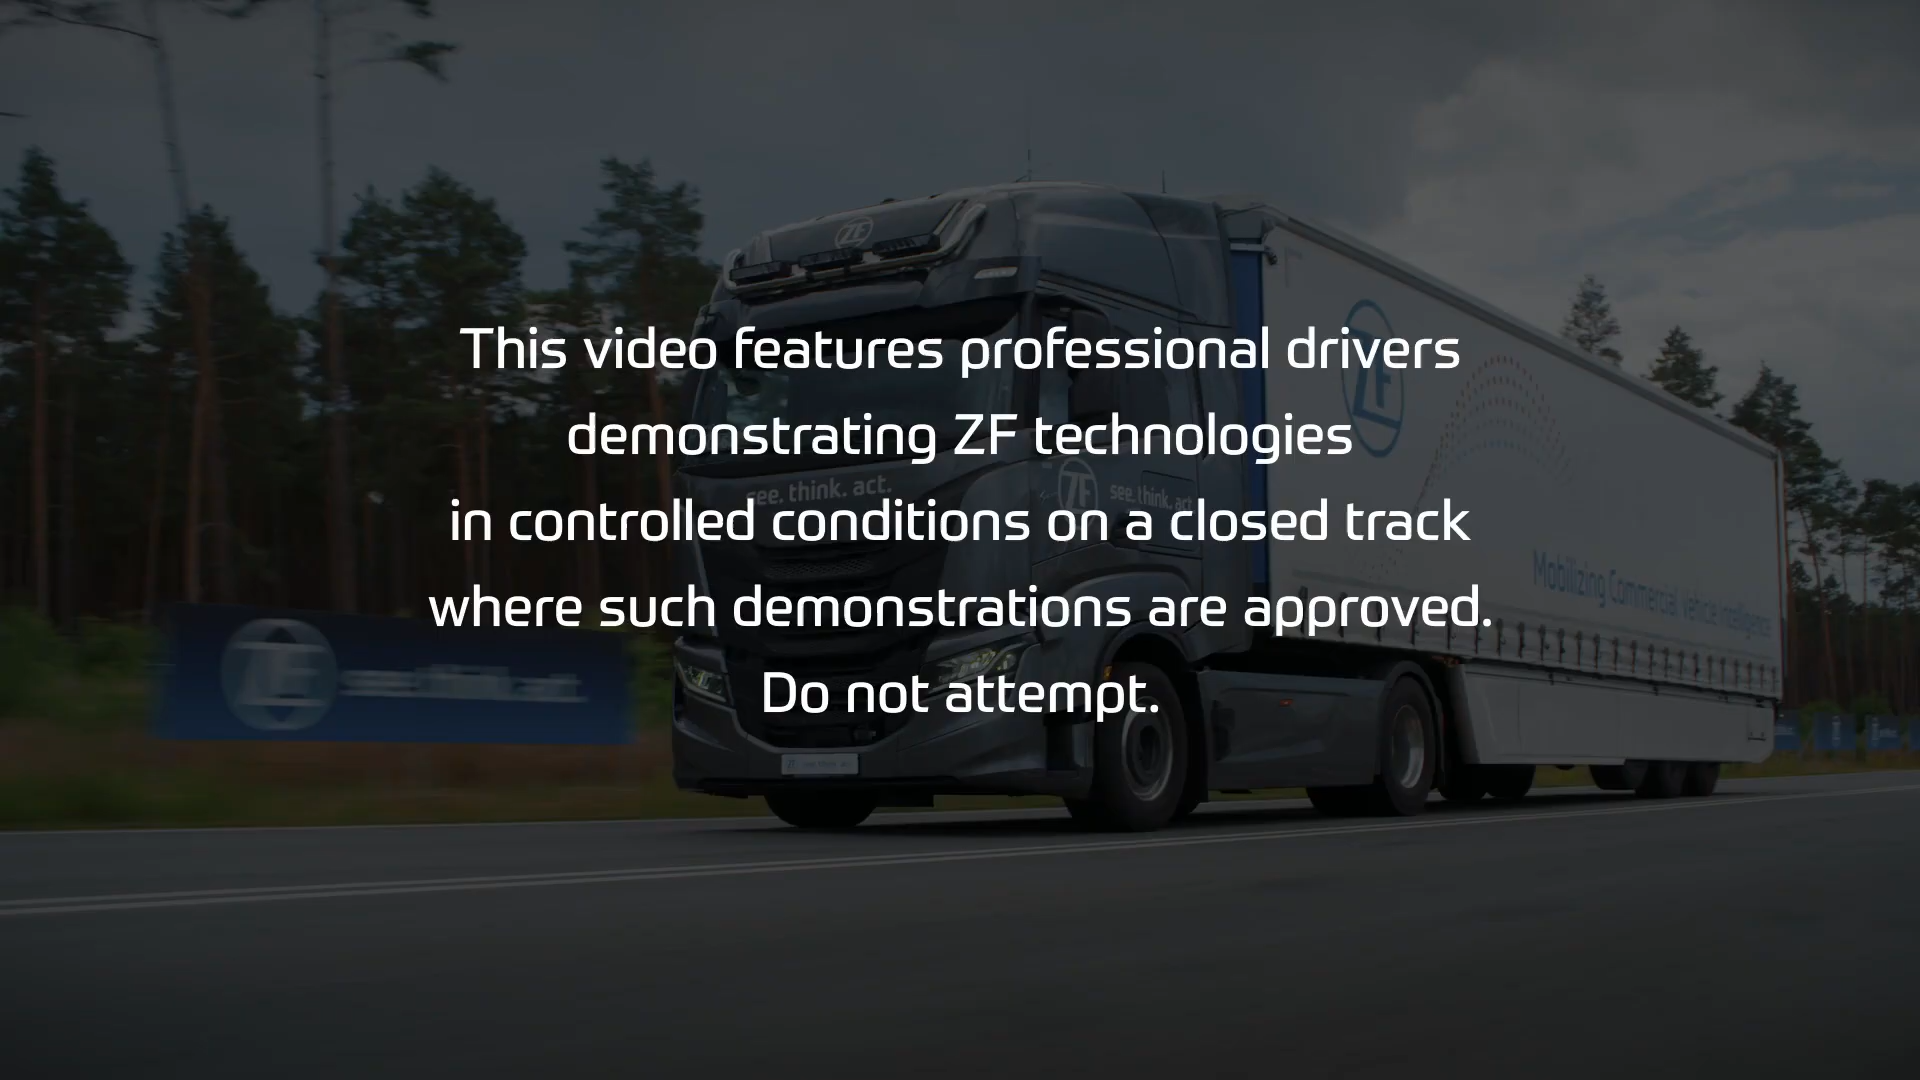 This video features professional drivers
demonstrating ZF technologies
in controlled conditions on a closed track
where such demonstrations are approved.
Do not attempt.
ZF
see. think. act.
ZF
see. think. act.
ZF
Mobilizing Commercial Vehicle Intelligence
ZF